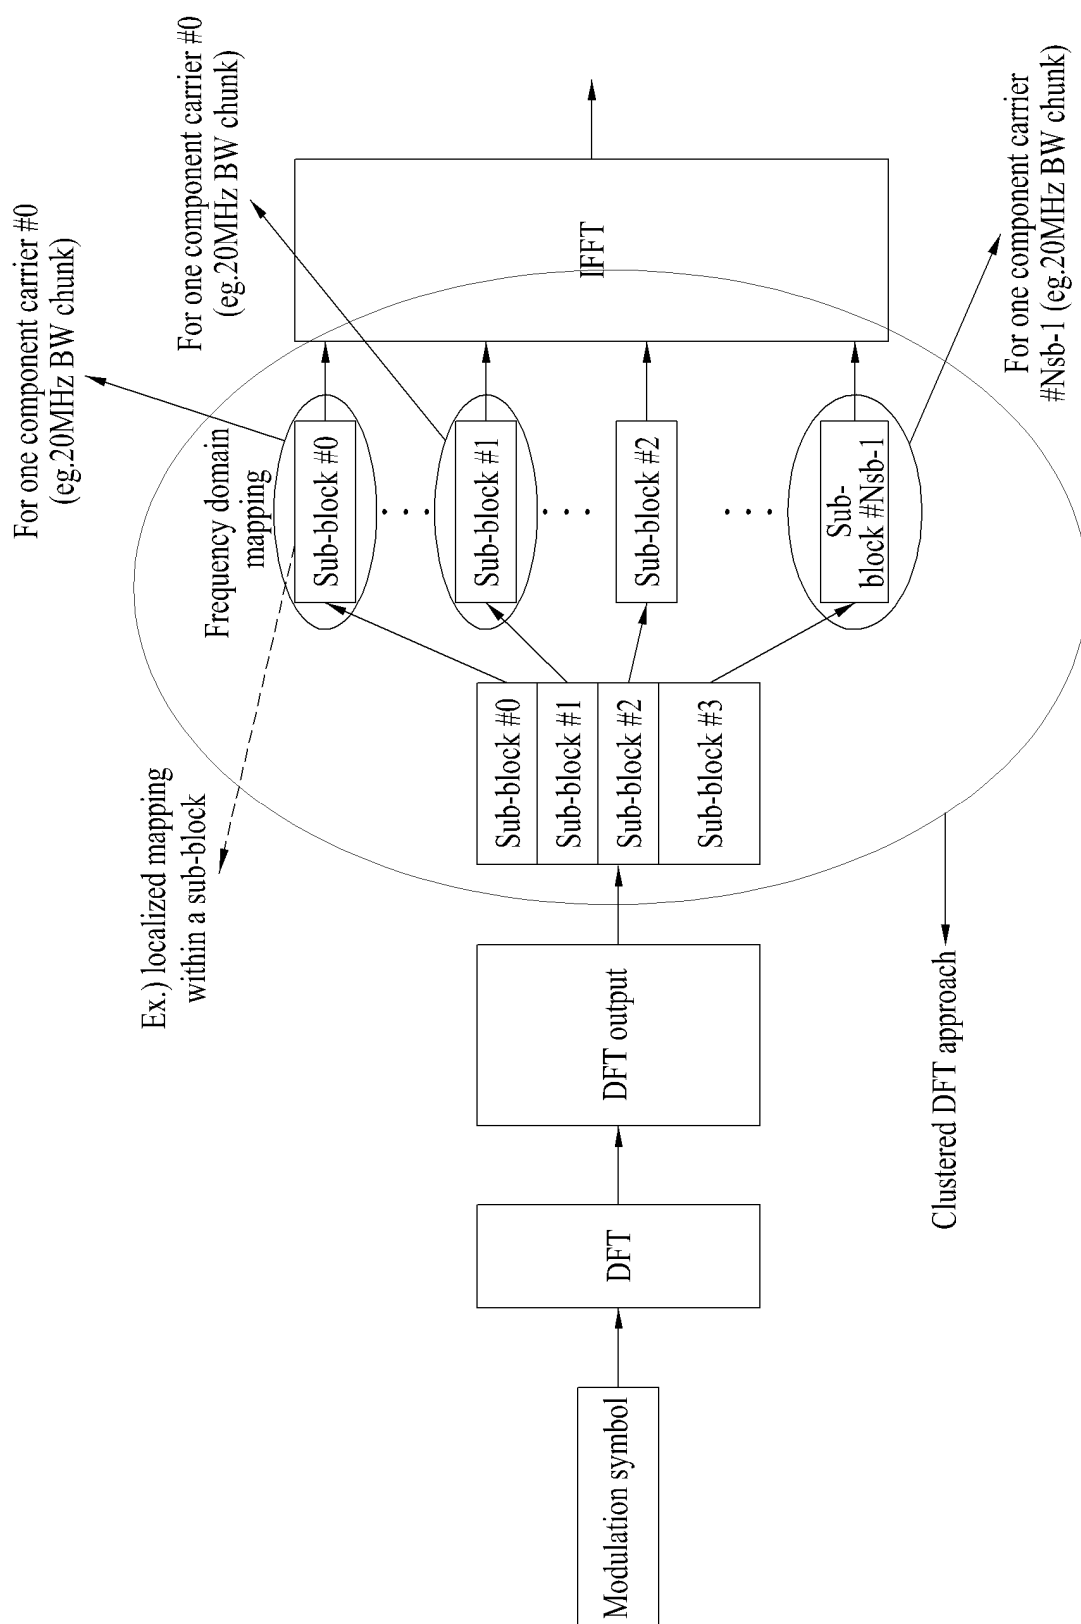 Modulation symbol
DFT
DFT output
Sub-block #0
Sub-block #1
Sub-block #2
Sub-block #3
Ex.) localized mapping
within a sub-block
Frequency domain
mapping
Sub-block #0
Sub-block #1
Sub-block #2
Sub-
block #Nsb-1
For one component carrier #0
(eg.20MHz BW chunk)
For one component carrier #0
(eg.20MHz BW chunk)
For one component carrier
#Nsb-1 (eg.20MHz BW chunk)
IFFT
Clustered DFT approach